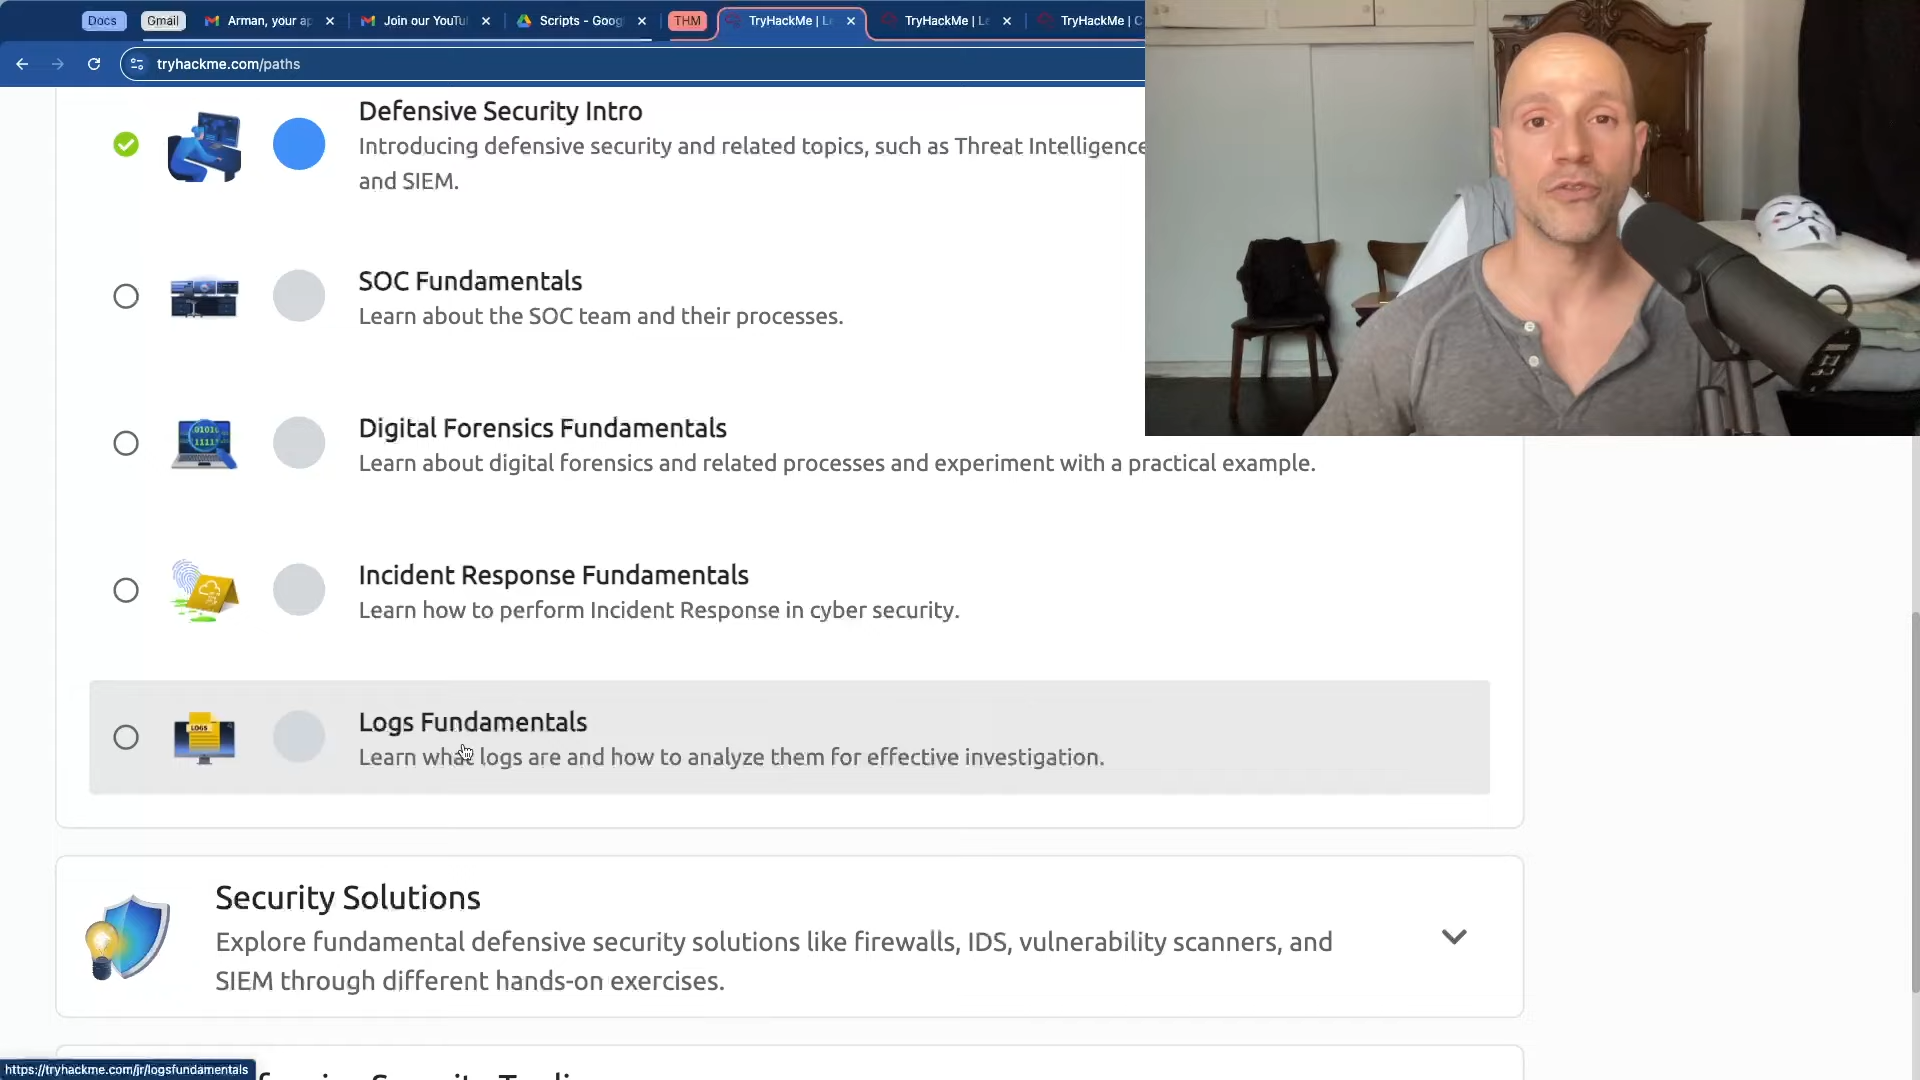 Docs
Gmail
Arman, your ap
Join our YouTu
Scripts - Goog
THM
TryHackMe | Le
TryHackMe | Le
TryHackMe | C
tryhackme.com/paths
Defensive Security Intro
Introducing defensive security and related topics, such as Threat Intelligence
and SIEM.
SOC Fundamentals
Learn about the SOC team and their processes.
Digital Forensics Fundamentals
Learn about digital forensics and related processes and experiment with a practical example.
Incident Response Fundamentals
Learn how to perform Incident Response in cyber security.
LOGS
Logs Fundamentals
Learn what logs are and how to analyze them for effective investigation.
Security Solutions
Explore fundamental defensive security solutions like firewalls, IDS, vulnerability scanners, and
SIEM through different hands-on exercises.
https://tryhackme.com/jr/logsfundamentals